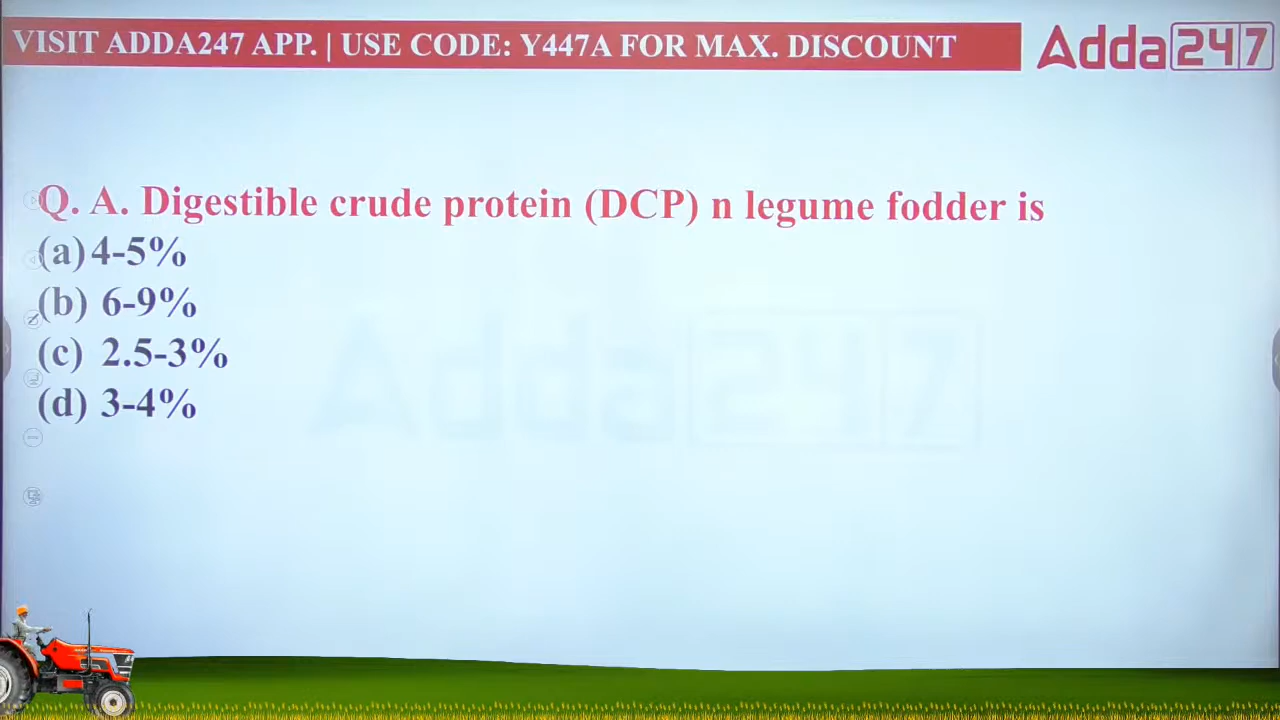 VISIT ADDA247 APP. | USE CODE: Y447A FOR MAX. DISCOUNT
Adda247
Q. A. Digestible crude protein (DCP) n legume fodder is
(a) 4-5%
(b) 6-9%
(c) 2.5-3%
(d) 3-4%
Adda247